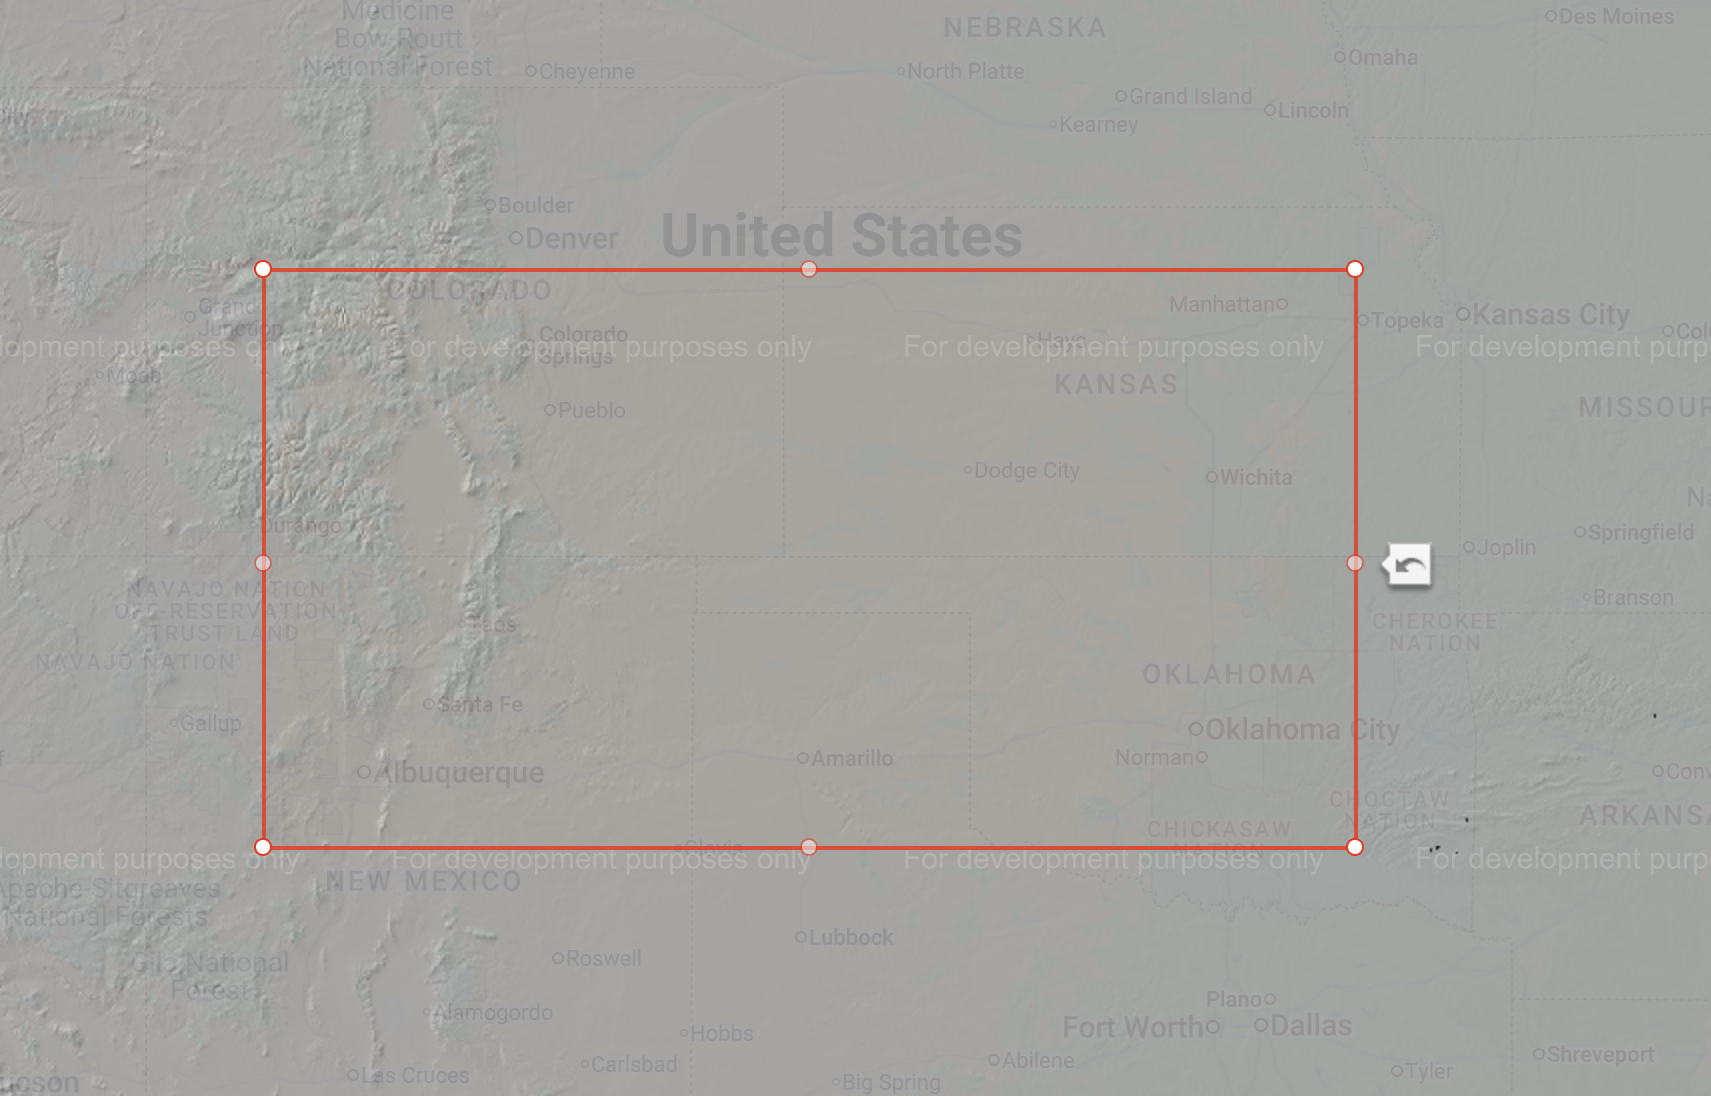 Medicine
Bow-Routt
National Forest
Cheyenne
NEBRASKA
North Platte
Des Moines
Omaha
Grand Island
Lincoln
Kearney
Boulder
Denver
United States
COLORADO
Grand
Junction
Manhattan
Topeka
Kansas City
Colorado
Springs
Hays
lopment purposes only
For development purposes only
For development purposes only
For development purp
Moab
KANSAS
Pueblo
MISSOUR
Dodge City
Wichita
Durango
Springfield
Joplin
NAVAJO NATION
OFF-RESERVATION
TRUST LAND
Branson
Taos
CHEROKEE
NATION
NAVAJO NATION
OKLAHOMA
Santa Fe
Gallup
Oklahoma City
Amarillo
Norman
Albuquerque
Conv
CHOCTAW
NATION
ARKANSA
CHICKASAW
NATION
Clovis
lopment purposes only
For development purposes only
For development purposes only
For development purp
NEW MEXICO
Apache-Sitgreaves
National Forests
Lubbock
Roswell
Gila National
Forest
Plano
Alamogordo
Fort Worth
Dallas
Hobbs
Carlsbad
Abilene
Shreveport
Las Cruces
Tyler
ucson
Big Spring